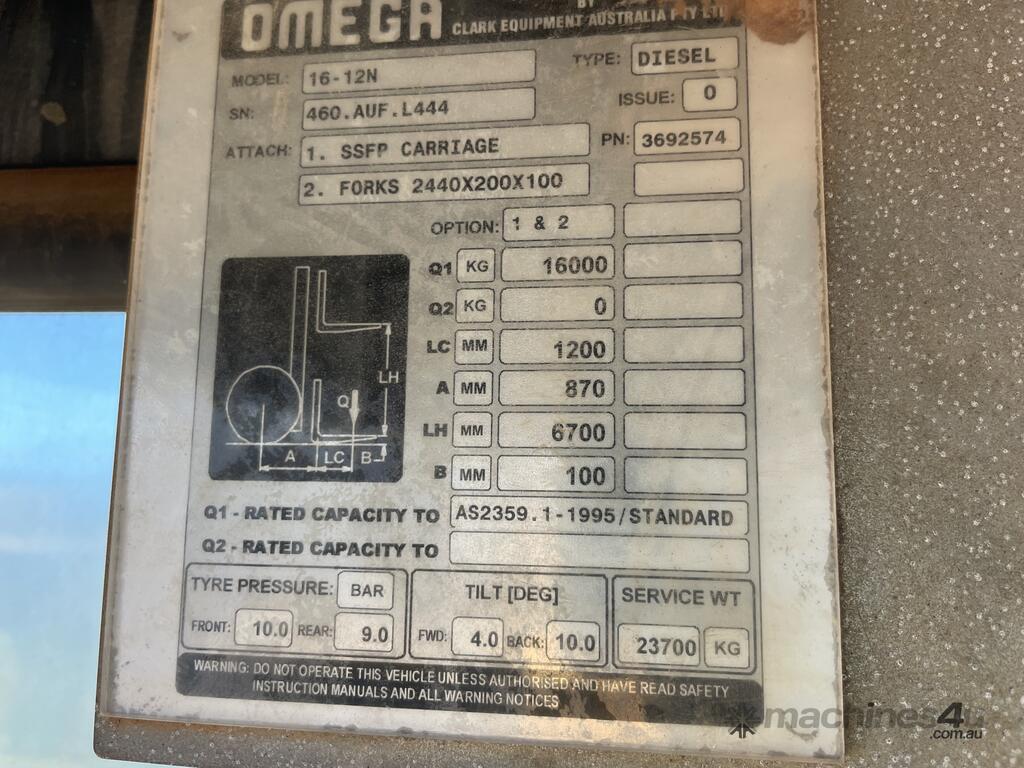 OMEGA BY
CLARK EQUIPMENT AUSTRALIA PTY LTD
MODEL: 16-12N TYPE: DIESEL
SN: 460.AUF.L444 ISSUE: 0
ATTACH: 1. SSFP CARRIAGE PN: 3692574
2. FORKS 2440X200X100
OPTION: 1 & 2
Q1 KG 16000
Q2 KG 0
LC MM 1200
A MM 870
LH MM 6700
B MM 100
LH
Q
A LC B
Q1 - RATED CAPACITY TO AS2359.1-1995/STANDARD
Q2 - RATED CAPACITY TO
TYRE PRESSURE: BAR TILT [DEG] SERVICE WT
FRONT: 10.0 REAR: 9.0 FWD: 4.0 BACK: 10.0 23700 KG
WARNING: DO NOT OPERATE THIS VEHICLE UNLESS AUTHORISED AND HAVE READ SAFETY
INSTRUCTION MANUALS AND ALL WARNING NOTICES
machines4u
.com.au